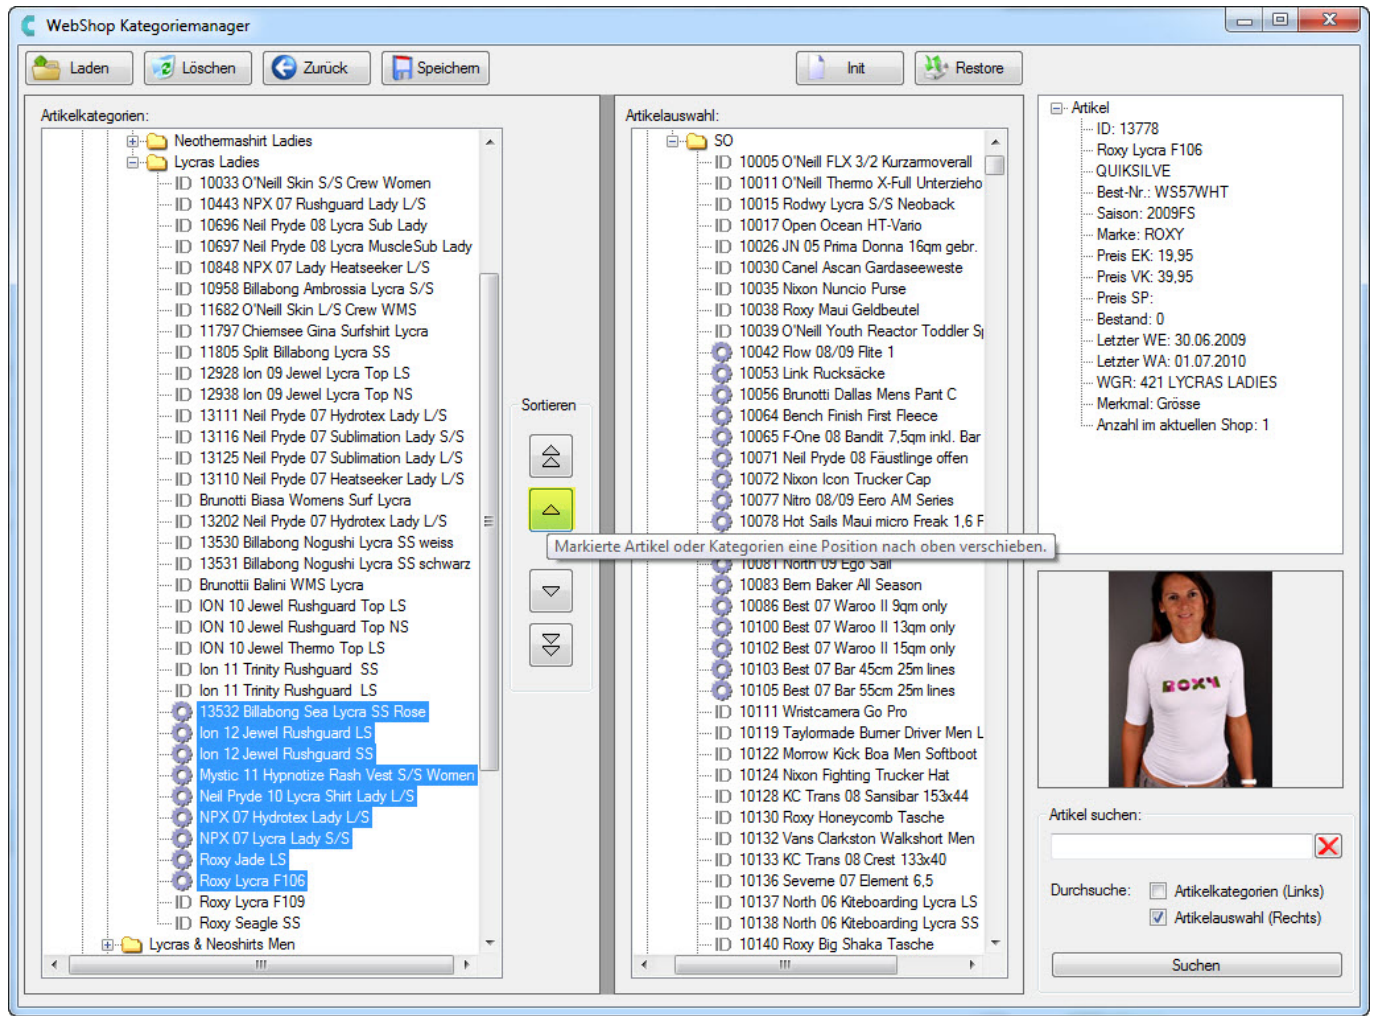 WebShop Kategoriemanager
Laden
Löschen
Zurück
Speichern
Init
Restore
Artikelkategorien:
Neothermashirt Ladies
Lycras Ladies
ID 10033 O'Neill Skin S/S Crew Women
ID 10443 NPX 07 Rushguard Lady L/S
ID 10696 Neil Pryde 08 Lycra Sub Lady
ID 10697 Neil Pryde 08 Lycra MuscleSub Lady
ID 10848 NPX 07 Lady Heatseeker L/S
ID 10958 Billabong Ambrossia Lycra S/S
ID 11682 O'Neill Skin L/S Crew WMS
ID 11797 Chiemsee Gina Surfshirt Lycra
ID 11805 Split Billabong Lycra SS
ID 12928 Ion 09 Jewel Lycra Top LS
ID 12938 Ion 09 Jewel Lycra Top NS
ID 13111 Neil Pryde 07 Hydrotex Lady L/S
ID 13116 Neil Pryde 07 Sublimation Lady S/S
ID 13125 Neil Pryde 07 Sublimation Lady L/S
ID 13110 Neil Pryde 07 Heatseeker Lady L/S
ID Brunotti Biasa Womens Surf Lycra
ID 13202 Neil Pryde 07 Hydrotex Lady L/S
ID 13530 Billabong Nogushi Lycra SS weiss
ID 13531 Billabong Nogushi Lycra SS schwarz
ID Brunottii Balini WMS Lycra
ID ION 10 Jewel Rushguard Top LS
ID ION 10 Jewel Rushguard Top NS
ID ION 10 Jewel Thermo Top LS
ID Ion 11 Trinity Rushguard SS
ID Ion 11 Trinity Rushguard LS
13532 Billabong Sea Lycra SS Rose
Ion 12 Jewel Rushguard LS
Ion 12 Jewel Rushguard SS
Mystic 11 Hypnotize Rash Vest S/S Women
Neil Pryde 10 Lycra Shirt Lady L/S
NPX 07 Hydrotex Lady L/S
NPX 07 Lycra Lady S/S
Roxy Jade LS
Roxy Lycra F106
ID Roxy Lycra F109
ID Roxy Seagle SS
Lycras & Neoshirts Men
Sortieren
Markierte Artikel oder Kategorien eine Position nach oben verschieben.
Artikelauswahl:
SO
ID 10005 O'Neill FLX 3/2 Kurzarmoverall
ID 10011 O'Neill Thermo X-Full Unterzieho
ID 10015 Rodwy Lycra S/S Neoback
ID 10017 Open Ocean HT-Vario
ID 10026 JN 05 Prima Donna 16qm gebr.
ID 10030 Canel Ascan Gardaseeweste
ID 10035 Nixon Nuncio Purse
ID 10038 Roxy Maui Geldbeutel
ID 10039 O'Neill Youth Reactor Toddler Sp
10042 Flow 08/09 Flite 1
10053 Link Rucksäcke
10056 Brunotti Dallas Mens Pant C
10064 Bench Finish First Fleece
10065 F-One 08 Bandit 7,5qm inkl. Bar
10071 Neil Pryde 08 Fäustlinge offen
10072 Nixon Icon Trucker Cap
10077 Nitro 08/09 Eero AM Series
10078 Hot Sails Maui micro Freak 1,6 F
10081 North 09 Ego Sail
10083 Bern Baker All Season
10086 Best 07 Waroo II 9qm only
10100 Best 07 Waroo II 13qm only
10102 Best 07 Waroo II 15qm only
10103 Best 07 Bar 45cm 25m lines
10105 Best 07 Bar 55cm 25m lines
ID 10111 Wristcamera Go Pro
ID 10119 Taylormade Burner Driver Men L
ID 10122 Morrow Kick Boa Men Softboot
ID 10124 Nixon Fighting Trucker Hat
ID 10128 KC Trans 08 Sansibar 153x44
ID 10130 Roxy Honeycomb Tasche
ID 10132 Vans Clarkston Walkshort Men
ID 10133 KC Trans 08 Crest 133x40
ID 10136 Severne 07 Element 6,5
ID 10137 North 06 Kiteboarding Lycra LS
ID 10138 North 06 Kiteboarding Lycra SS
ID 10140 Roxy Big Shaka Tasche
Artikel
ID: 13778
Roxy Lycra F106
QUIKSILVE
Best-Nr.: WS57WHT
Saison: 2009FS
Marke: ROXY
Preis EK: 19,95
Preis VK: 39,95
Preis SP:
Bestand: 0
Letzter WE: 30.06.2009
Letzter WA: 01.07.2010
WGR: 421 LYCRAS LADIES
Merkmal: Grösse
Anzahl im aktuellen Shop: 1
ROXY
Artikel suchen:
Durchsuche:
Artikelkategorien (Links)
Artikelauswahl (Rechts)
Suchen